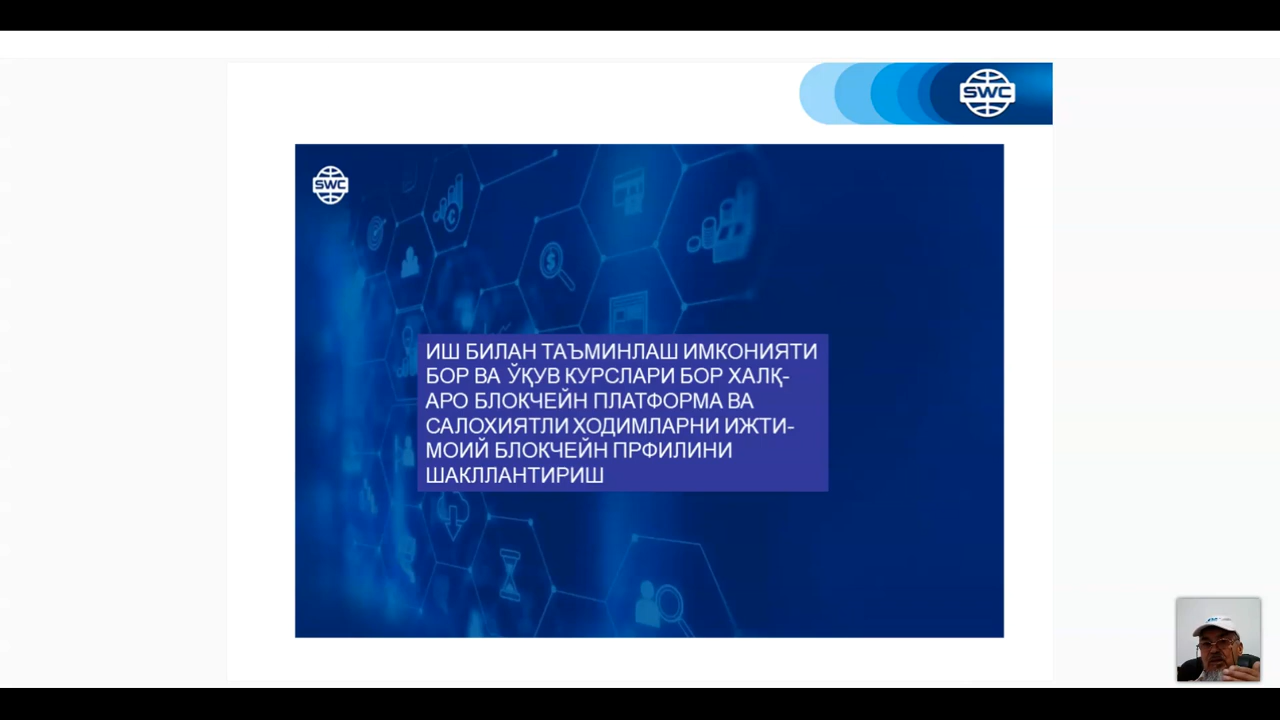 SWC
SWC
ИШ БИЛАН ТАЪМИНЛАШ ИМКОНИЯТИ
БОР ВА ЎҚУВ КУРСЛАРИ БОР ХАЛҚ-
АРО БЛОКЧЕЙН ПЛАТФОРМА ВА
САЛОХИЯТЛИ ХОДИМЛАРНИ ИЖТИ-
МОИЙ БЛОКЧЕЙН ПРФИЛИНИ
ШАКЛЛАНТИРИШ